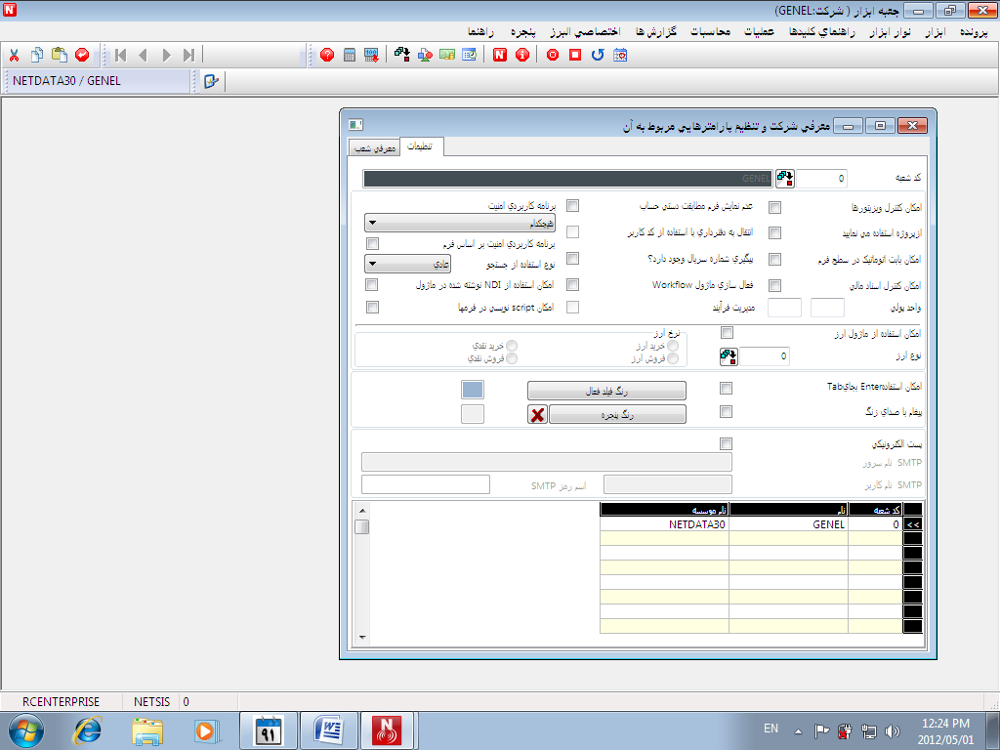 جعبه ابزار ( شرکت:GENEL)
پرونده ابزار نوار ابزار راهنماي کليدها عمليات محاسبات گزارش ها اختصاصي البرز پنجره راهنما
NETDATA30 / GENEL
معرفي شرکت و تنظيم پارامترهايي مربوط به آن
تنظيمات معرفي شعب
کد شعبه 0 GENEL
امکان کنترل ويزيتورها عدم نمايش فرم مطابقت دستي حساب برنامه کاربردي امنيت
هيچکدام
ازپروژه استفاده مي نماييد انتقال به دفترداري با استفاده از کد کاربر برنامه کاربردي امنيت بر اساس فرم
امکان بايت اتوماتيک در سطح فرم پيگيري شماره سريال وجود دارد؟ نوع استفاده از جستجو عادي
امکان کنترل اسناد مالي فعال سازي ماژول Workflow امکان استفاده از NDI نوشته شده در ماژول
واحد پولي مديريت فرآيند امکان script نويسي در فرمها
امکان استفاده از ماژول ارز نرخ ارز
خريد ارز خريد نقدي
نوع ارز 0 فروش ارز فروش نقدي
امکان استفادهEnter بجايTab رنگ فيلد فعال
پيغام با صداي زنگ رنگ پنجره
پست الکترونيکي
SMTP نام سرور
SMTP نام کاربر اسم رمز SMTP
کد شعبه نام نام موسسه
>> 0 GENEL NETDATA30
RCENTERPRISE NETSIS 0
۹۱ EN 12:24 PM
2012/05/01